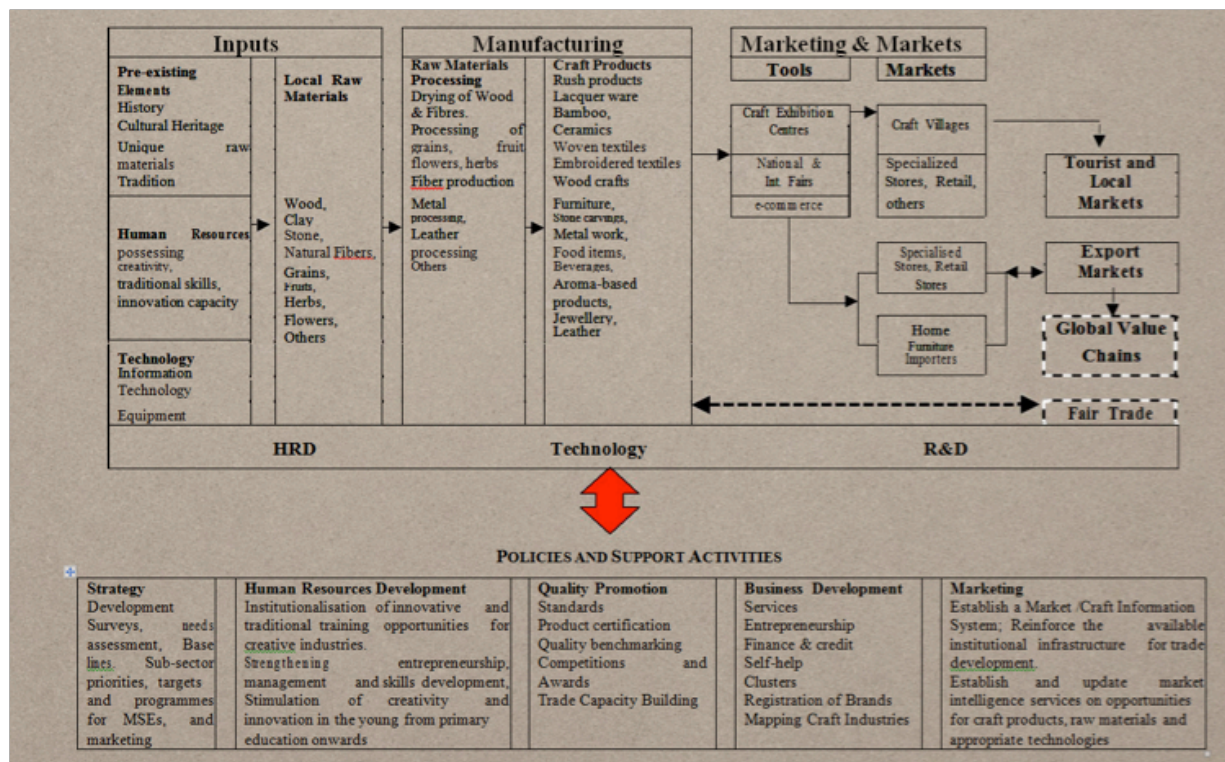 Inputs
Pre-existing
Elements
History
Cultural Heritage
Unique raw
materials
Tradition
Human Resources
possessing
creativity,
traditional skills,
innovation capacity
Technology
Information
Technology
Equipment
Local Raw
Materials
Wood,
Clay
Stone,
Natural Fibers,
Grains,
Fruits,
Herbs,
Flowers,
Others
Manufacturing
Raw Materials
Processing
Drying of Wood
& Fibres.
Processing of
grains, fruit
flowers, herbs
Fiber production
Metal
processing,
Leather
processing
Others
Craft Products
Rush products
Lacquer ware
Bamboo,
Ceramics
Woven textiles
Embroidered textiles
Wood crafts
Furniture,
Stone carvings,
Metal work,
Food items,
Beverages,
Aroma-based
products,
Jewellery,
Leather
Marketing & Markets
Tools
Markets
Craft Exhibition
Centres
National &
Int. Fairs
e-commerce
Craft Villages
Specialized
Stores, Retail,
others
Tourist and
Local
Markets
Specialised
Stores, Retail
Stores
Home
Furniture
Importers
Export
Markets
Global Value
Chains
Fair Trade
HRD
Technology
R&D
POLICIES AND SUPPORT ACTIVITIES
Strategy
Development
Surveys, needs
assessment, Base
lines. Sub-sector
priorities, targets
and programmes
for MSEs, and
marketing
Human Resources Development
Institutionalisation of innovative and
traditional training opportunities for
creative industries.
Strengthening entrepreneurship,
management and skills development,
Stimulation of creativity and
innovation in the young from primary
education onwards
Quality Promotion
Standards
Product certification
Quality benchmarking
Competitions and
Awards
Trade Capacity Building
Business Development
Services
Entrepreneurship
Finance & credit
Self-help
Clusters
Registration of Brands
Mapping Craft Industries
Marketing
Establish a Market /Craft Information
System; Reinforce the available
institutional infrastructure for trade
development.
Establish and update market
intelligence services on opportunities
for craft products, raw materials and
appropriate technologies